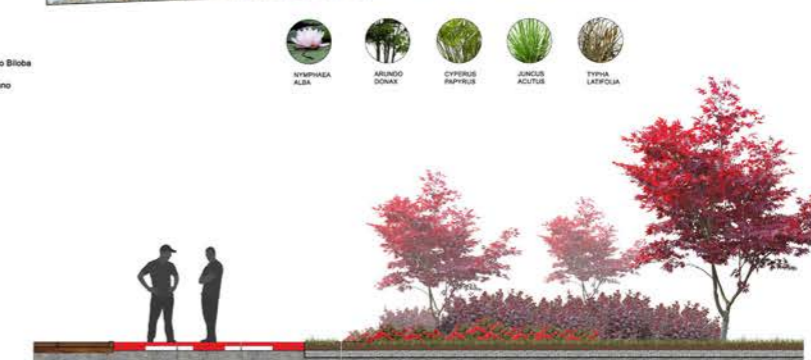 o Biloba
no
NYMPHAEA
ALBA
ARUNDO
DONAX
CYPERUS
PAPYRUS
JUNCUS
ACUTUS
TYPHA
LATIFOLIA